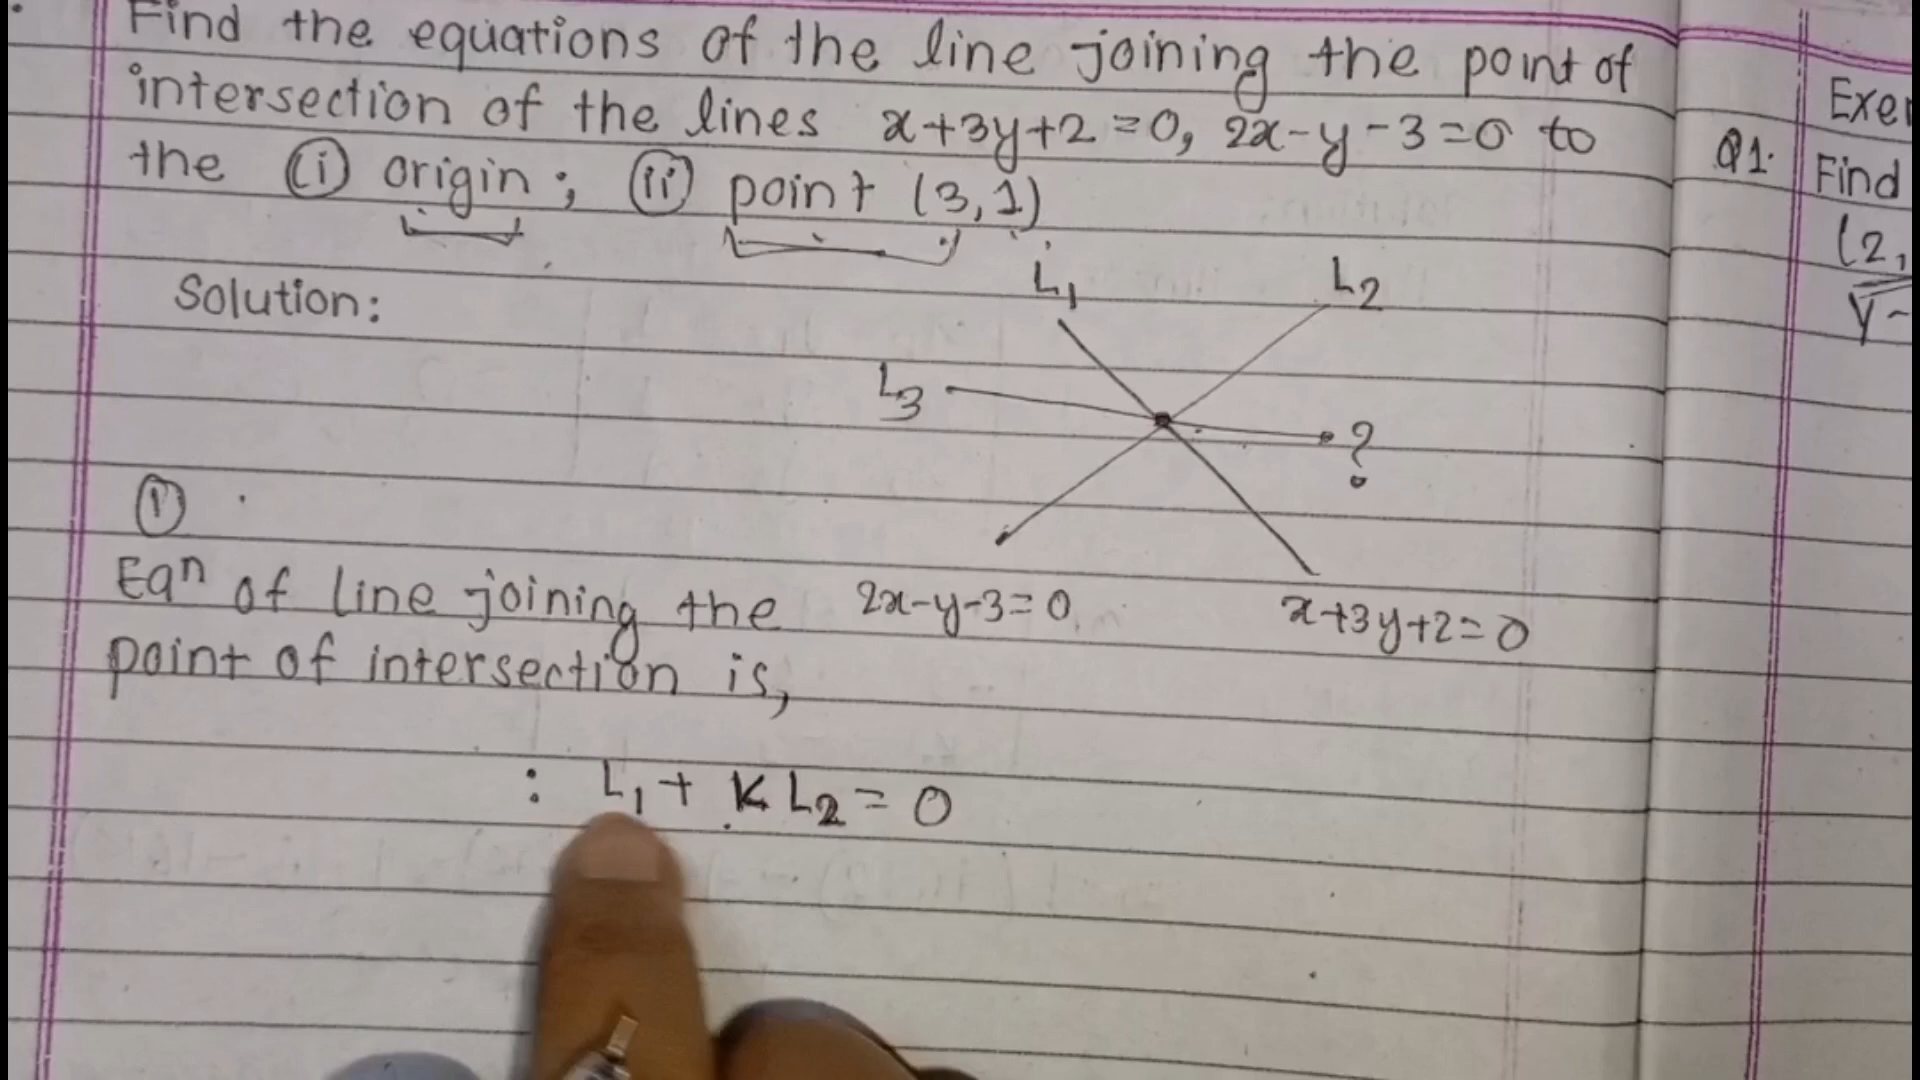 Find the equations of the line joining the point of
intersection of the lines x+3y+2=0, 2x-y-3=0 to
the (i) origin; (ii) point (3,1)
Solution:
L1 L2
L3
?
(i)
Eqn of line joining the
point of intersection is,
2x-y-3=0 x+3y+2=0
: L1 + K L2 = 0
Q1. Find
(2,
y-